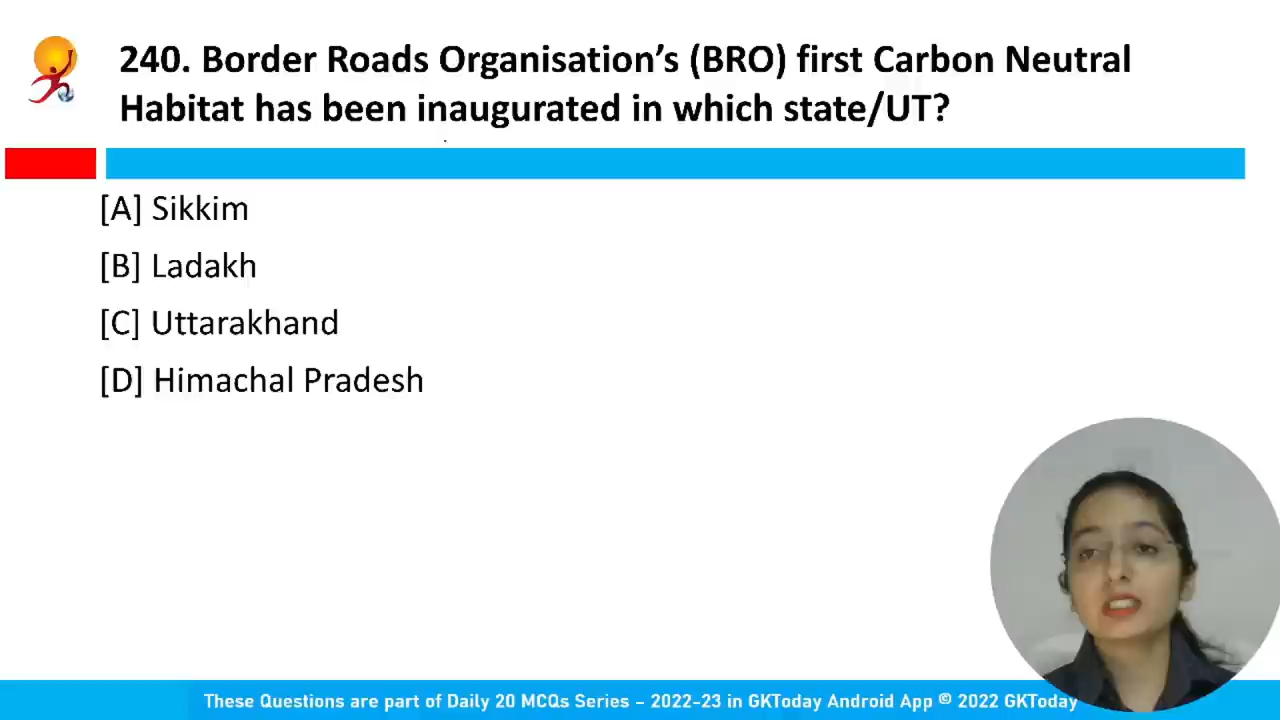 240. Border Roads Organisation’s (BRO) first Carbon Neutral
Habitat has been inaugurated in which state/UT?
[A] Sikkim
[B] Ladakh
[C] Uttarakhand
[D] Himachal Pradesh
These Questions are part of Daily 20 MCQs Series – 2022-23 in GKToday Android App © 2022 GKToday